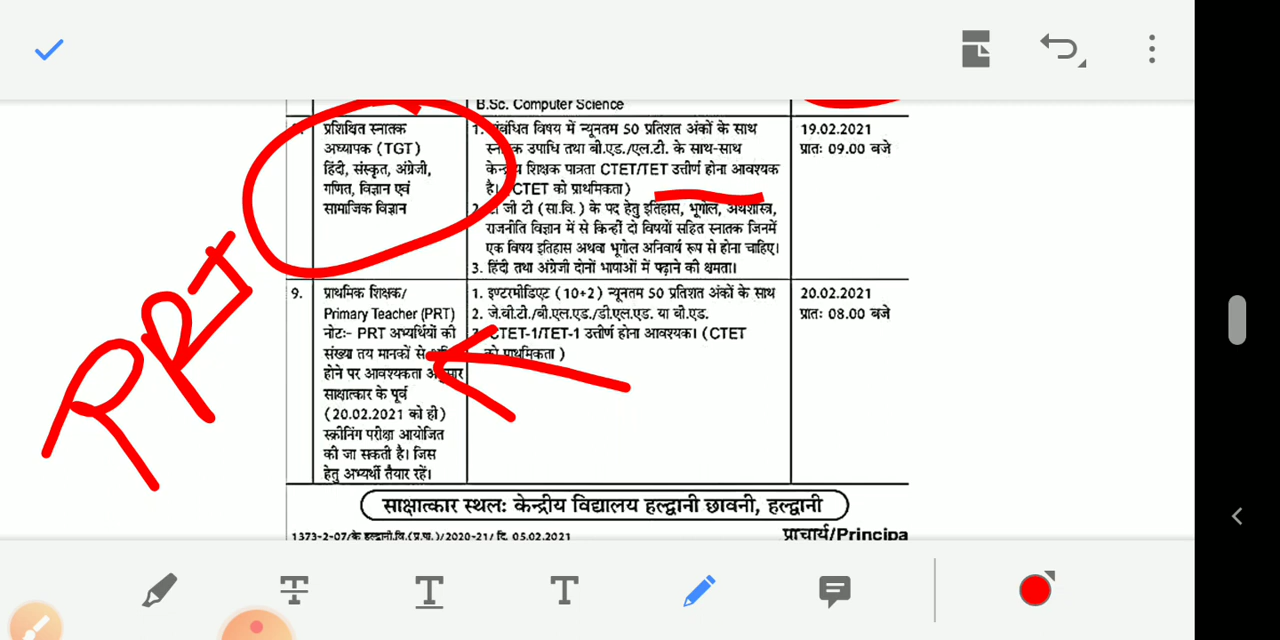 B.Sc. Computer Science
प्रशिक्षित स्नातक
अध्यापक (TGT)
हिंदी, संस्कृत, अंग्रेजी,
गणित, विज्ञान एवं
सामाजिक विज्ञान
1. संबंधित विषय में न्यूनतम 50 प्रतिशत अंकों के साथ
स्नातक उपाधि तथा बी.एड./एल.टी. के साथ-साथ
केन्द्रीय शिक्षक पात्रता CTET/TET उत्तीर्ण होना आवश्यक
है। (CTET को प्राथमिकता)
2. टी जी टी (सा.वि.) के पद हेतु इतिहास, भूगोल, अर्थशास्त्र,
राजनीति विज्ञान में से किन्हीं दो विषयों सहित स्नातक जिनमें
एक विषय इतिहास अथवा भूगोल अनिवार्य रूप से होना चाहिए।
3. हिंदी तथा अंग्रेजी दोनों भाषाओं में पढ़ाने की क्षमता।
19.02.2021
प्रातः 09.00 बजे
PRT
9.
प्राथमिक शिक्षक/
Primary Teacher (PRT)
नोटः- PRT अभ्यर्थियों की
संख्या तय मानकों से
होने पर आवश्यकता अनुसार
साक्षात्कार के पूर्व
(20.02.2021 को ही)
स्क्रीनिंग परीक्षा आयोजित
की जा सकती है। जिस
हेतु अभ्यर्थी तैयार रहें।
1. इण्टरमीडिएट (10+2) न्यूनतम 50 प्रतिशत अंकों के साथ
2. जे.बी.टी./बी.एल.एड./डी.एल.एड. या बी.एड.
3. CTET-1/TET-1 उत्तीर्ण होना आवश्यक। (CTET
को प्राथमिकता)
20.02.2021
प्रातः 08.00 बजे
साक्षात्कार स्थलः केन्द्रीय विद्यालय हल्द्वानी छावनी, हल्द्वानी
1373-2-07/के हल्द्वानी.वि.(प्र.ष.)/2020-21/ दि. 05.02.2021
प्राचार्य/Principa
T
T
T